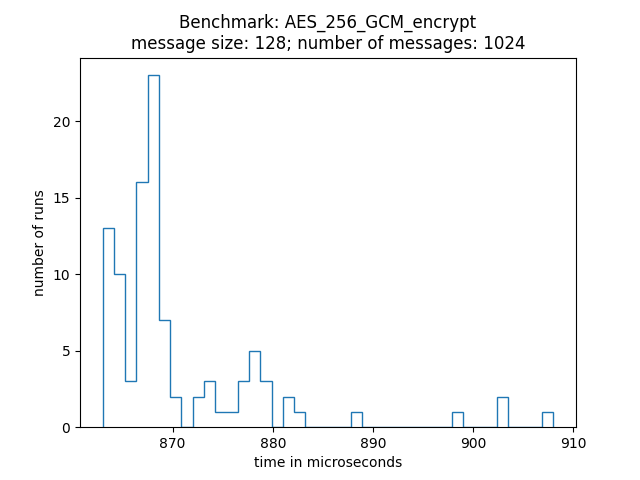 Benchmark: AES_256_GCM_encrypt
message size: 128; number of messages: 1024
number of runs
20
15
10
5
0
870 880 890 900 910
time in microseconds